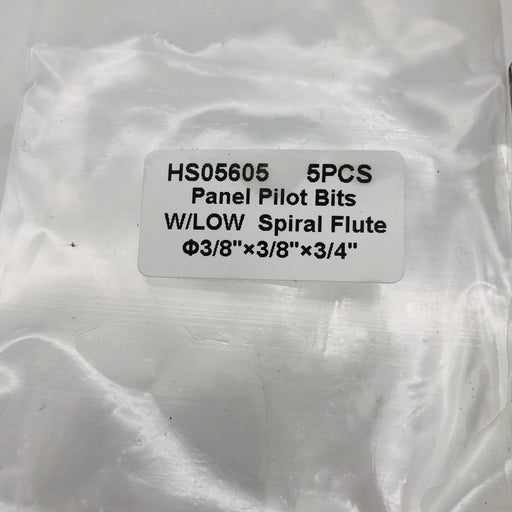 HS05605 5PCS
Panel Pilot Bits
W/LOW Spiral Flute
Φ3/8"×3/8"×3/4"